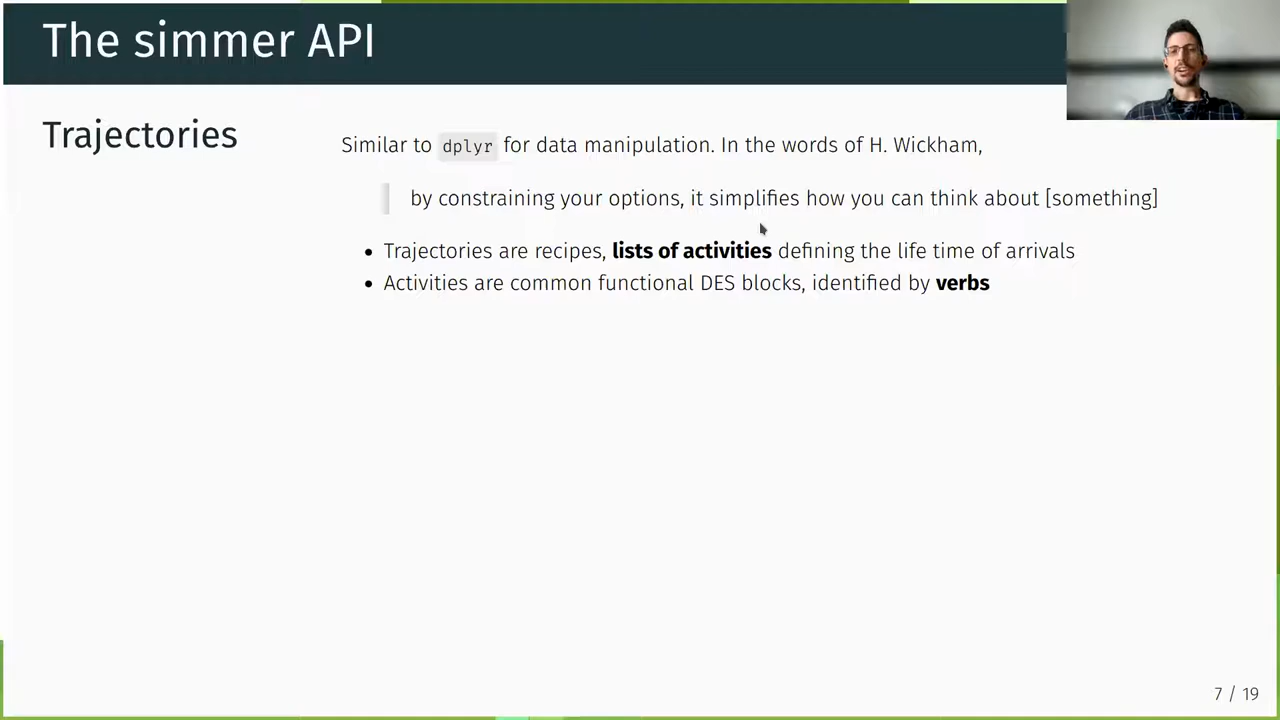 The simmer API
Trajectories
Similar to dplyr for data manipulation. In the words of H. Wickham,
by constraining your options, it simplifies how you can think about [something]
• Trajectories are recipes, lists of activities defining the life time of arrivals
• Activities are common functional DES blocks, identified by verbs
7 / 19